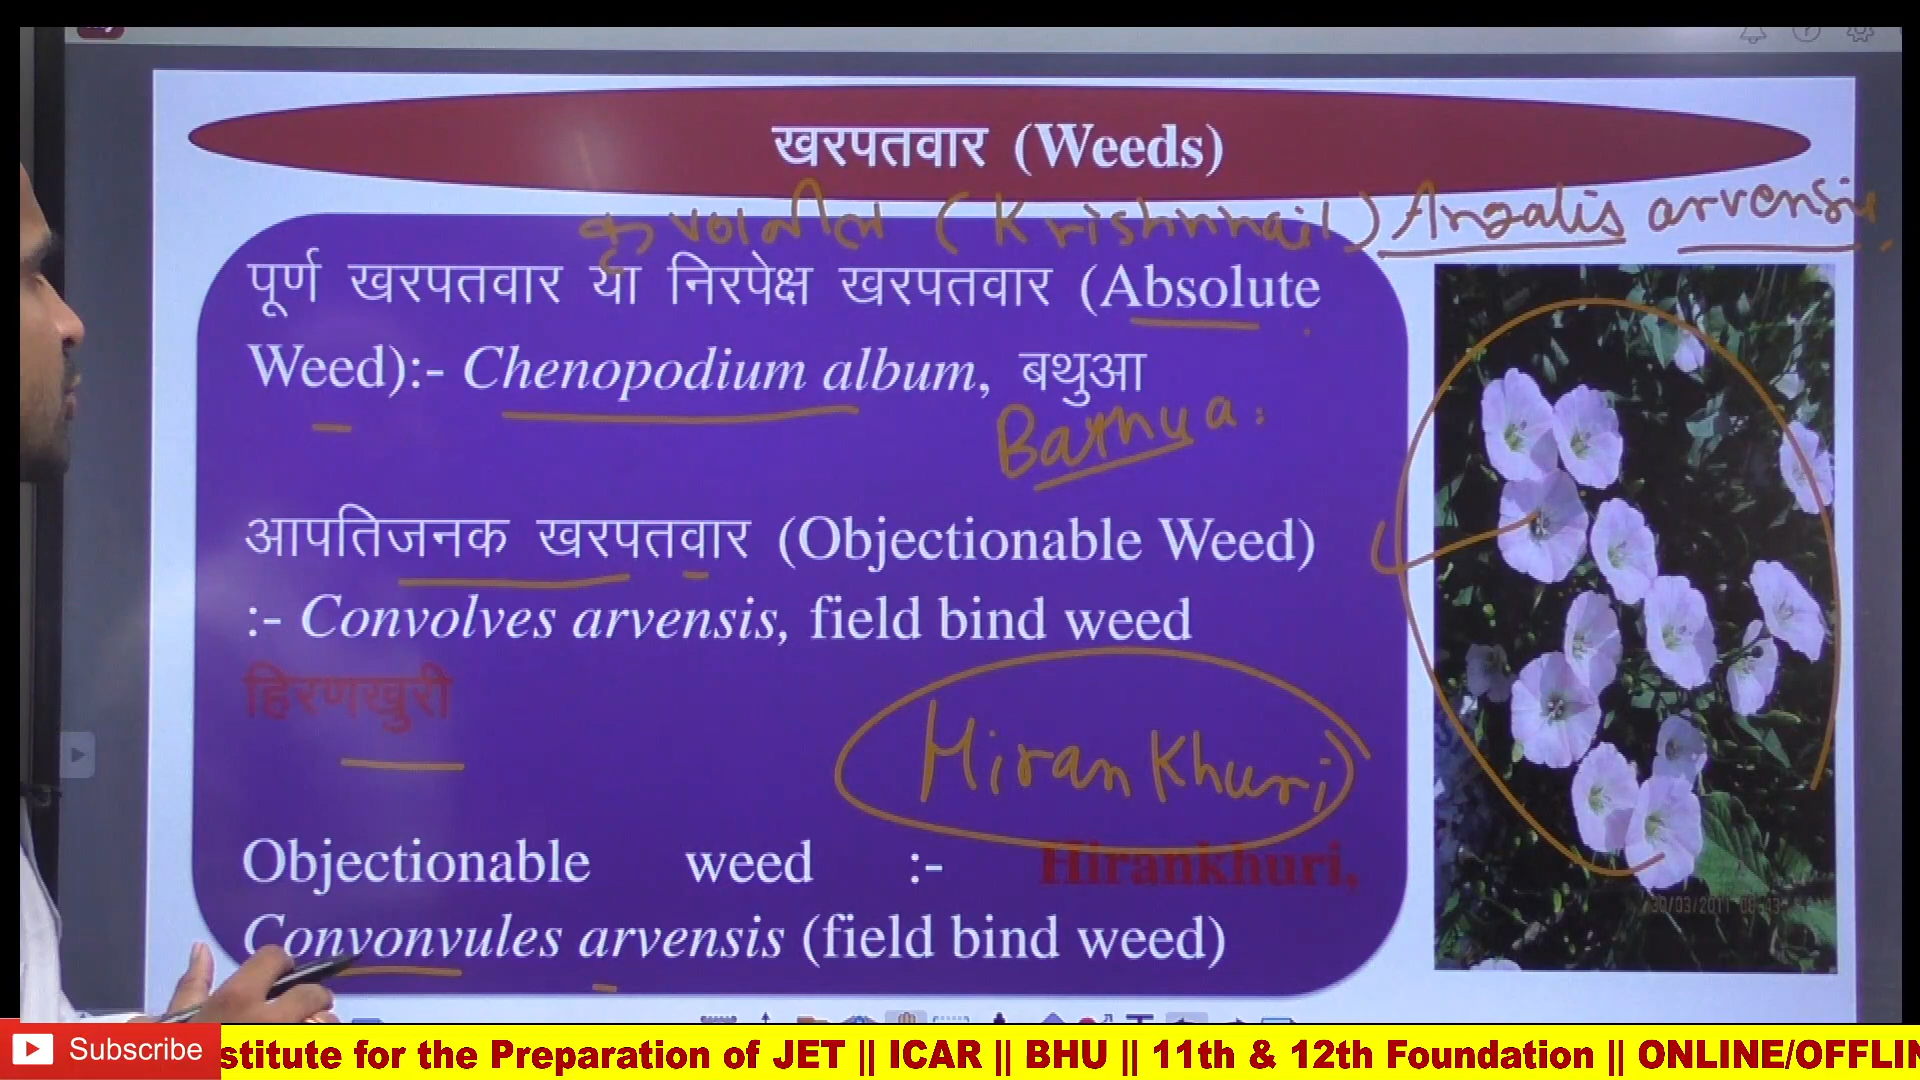 खरपतवार (Weeds)
कृष्णनील (Krishnnail) Angalis arvensis.
पूर्ण खरपतवार या निरपेक्ष खरपतवार (Absolute
Weed):- Chenopodium album, बथुआ
Bathua :
आपतिजनक खरपतवार (Objectionable Weed)
:- Convolves arvensis, field bind weed
हिरणखुरी
Hiran Khuri
Objectionable weed :- Hirankhuri,
Convonvules arvensis (field bind weed)
Subscribe
stitute for the Preparation of JET || ICAR || BHU || 11th & 12th Foundation || ONLINE/OFFLIN